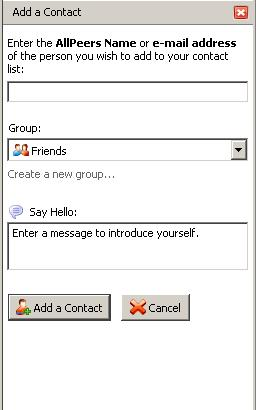 Add a Contact
Enter the AllPeers Name or e-mail address
of the person you wish to add to your contact
list:
Group:
Friends
Create a new group...
Say Hello:
Enter a message to introduce yourself.
Add a Contact Cancel